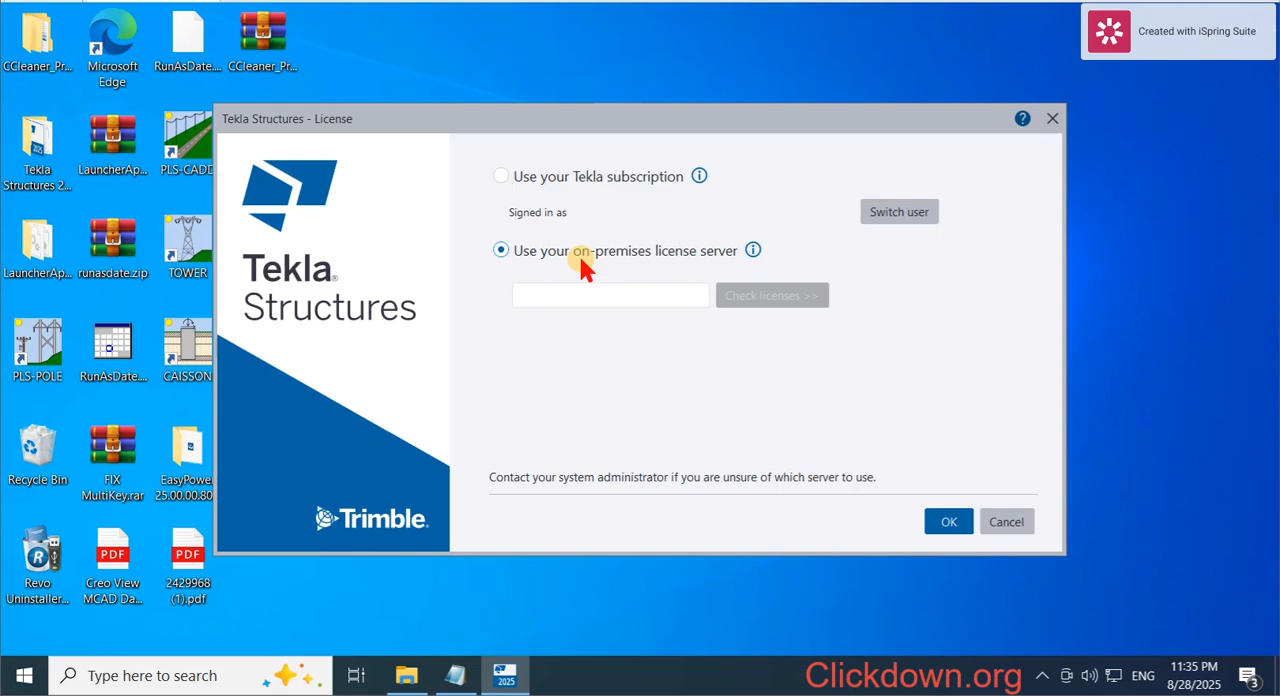 Created with iSpring Suite
CCleaner_Pr...
Microsoft
Edge
RunAsDate....
CCleaner_Pr...
Tekla
Structures 2...
LauncherAp...
PLS-CADD
LauncherAp...
runasdate.zip
TOWER
PLS-POLE
RunAsDate....
CAISSON
Recycle Bin
FIX
MultiKey.rar
EasyPower
25.00.00.80
Revo
Uninstaller...
PDF
Creo View
MCAD Da...
PDF
2429968
(1).pdf
Tekla Structures - License
?
Tekla®
Structures
Trimble®
Use your Tekla subscription
Signed in as
Switch user
Use your on-premises license server
Check licenses >>
Contact your system administrator if you are unsure of which server to use.
OK
Cancel
Type here to search
2025
Clickdown.org
ENG
11:35 PM
8/28/2025
3